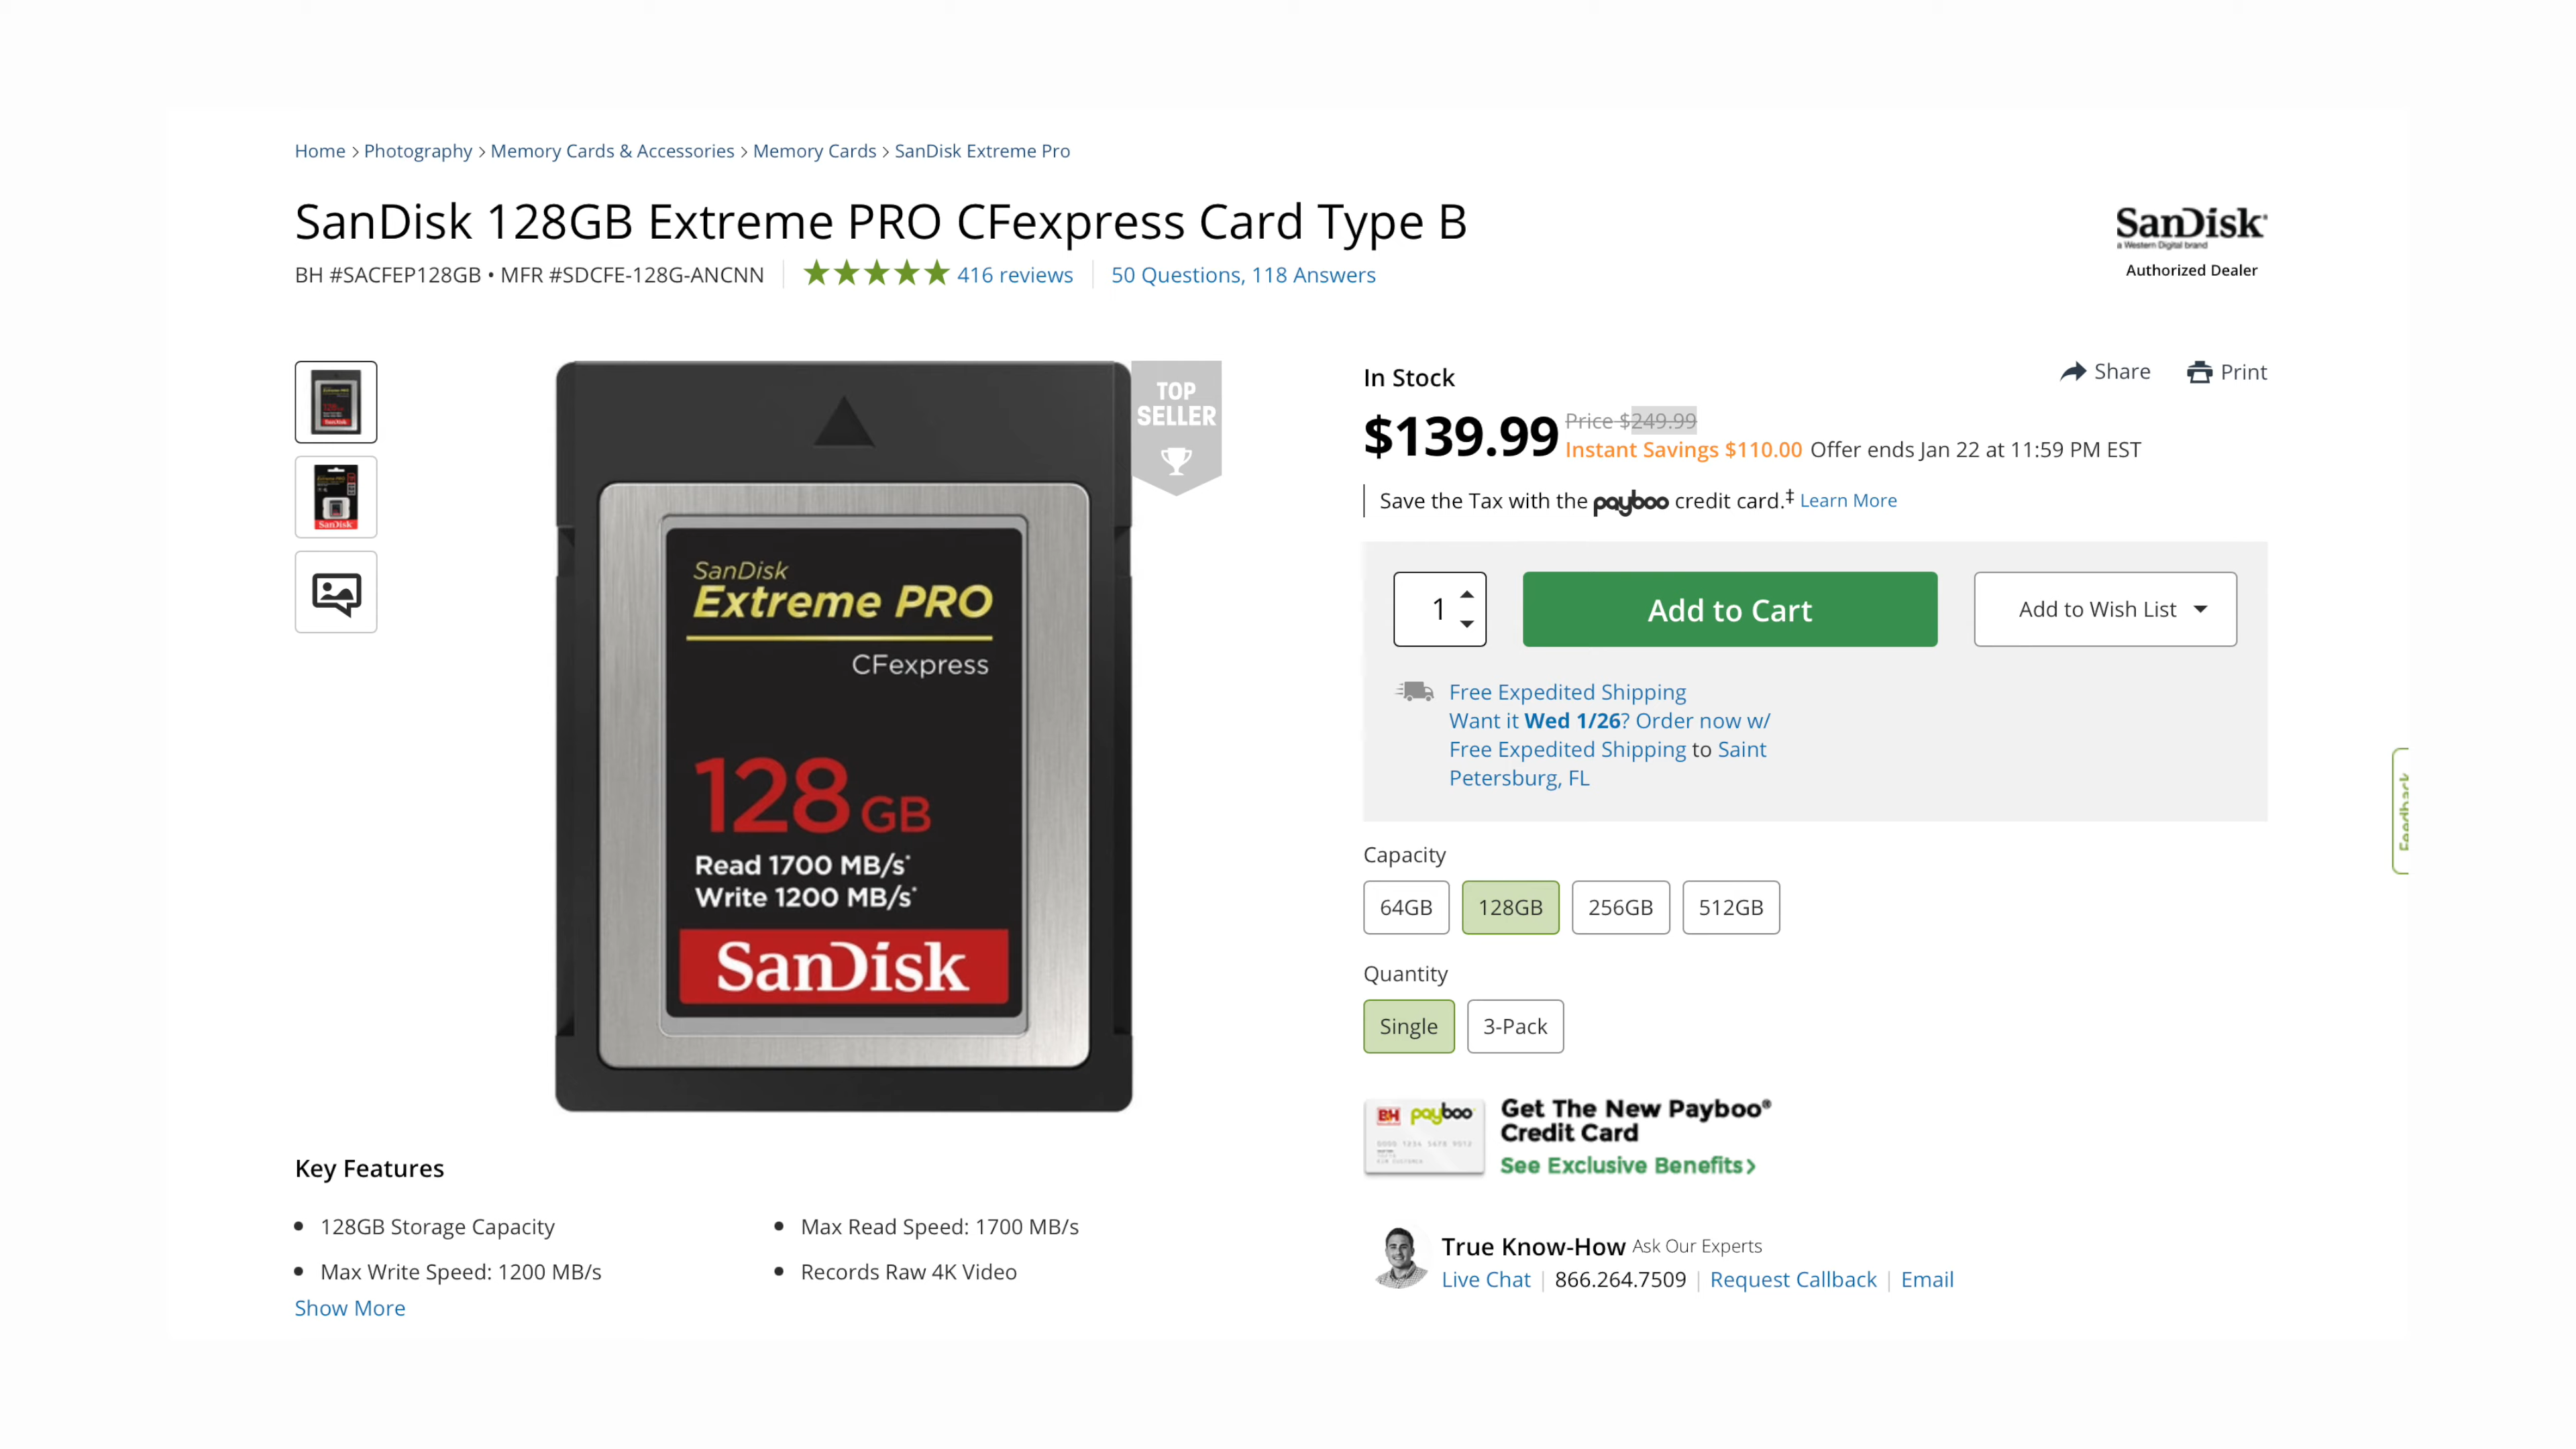 Home > Photography > Memory Cards & Accessories > Memory Cards > SanDisk Extreme Pro
SanDisk 128GB Extreme PRO CFexpress Card Type B
BH #SACFEP128GB • MFR #SDCFE-128G-ANCNN
416 reviews
50 Questions, 118 Answers
SanDisk
a Western Digital brand
Authorized Dealer
TOP
SELLER
SanDisk
Extreme PRO
CFexpress
128 GB
Read 1700 MB/s*
Write 1200 MB/s*
SanDisk
In Stock
Share
Print
$139.99
Price $249.99
Instant Savings $110.00 Offer ends Jan 22 at 11:59 PM EST
Save the Tax with the payboo credit card.‡ Learn More
1
Add to Cart
Add to Wish List
Free Expedited Shipping
Want it Wed 1/26? Order now w/
Free Expedited Shipping to Saint
Petersburg, FL
Feedback
Capacity
64GB
128GB
256GB
512GB
Quantity
Single
3-Pack
B&H payboo
Get The New Payboo®
Credit Card
See Exclusive Benefits>
True Know-How Ask Our Experts
Live Chat | 866.264.7509 | Request Callback | Email
Key Features
• 128GB Storage Capacity
• Max Write Speed: 1200 MB/s
• Max Read Speed: 1700 MB/s
• Records Raw 4K Video
Show More